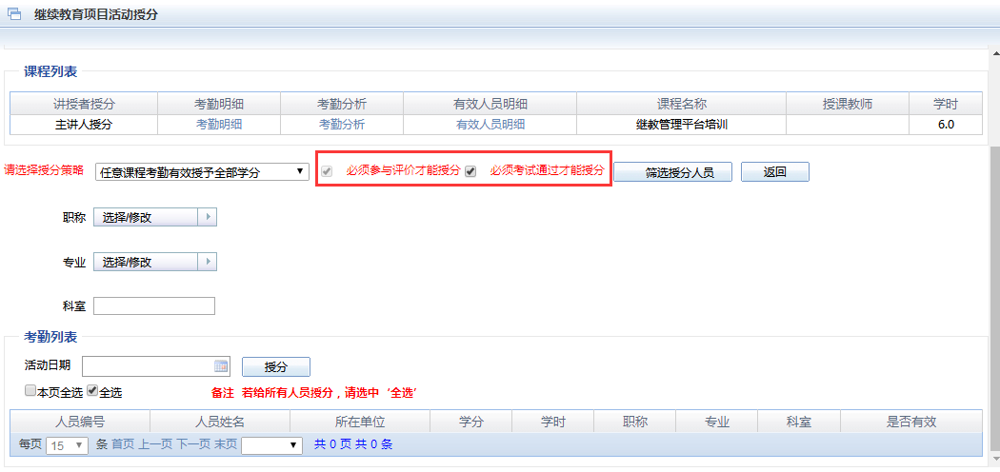 继续教育项目活动授分
课程列表
讲授者授分 考勤明细 考勤分析 有效人员明细 课程名称 授课教师 学时
主讲人授分 考勤明细 考勤分析 有效人员明细 继教管理平台培训 6.0
请选择授分策略 任意课程考勤有效授予全部学分 必须参与评价才能授分 必须考试通过才能授分 筛选授分人员 返回
职称 选择/修改
专业 选择/修改
科室
考勤列表
活动日期 授分
本页全选 全选 备注 若给所有人员授分，请选中‘全选’
人员编号 人员姓名 所在单位 学分 学时 职称 专业 科室 是否有效
每页 15 条 首页 上一页 下一页 末页 共 0 页 共 0 条